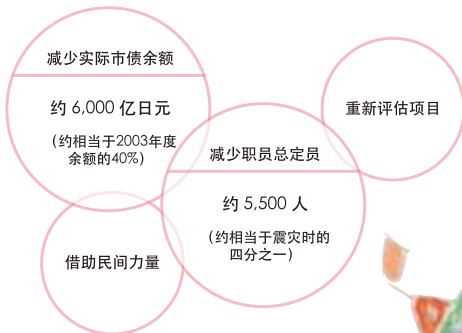 减少实际市债余额
约 6,000 亿日元
（约相当于2003年度
余额的40%）
重新评估项目
减少职员总定员
约 5,500 人
（约相当于震灾时的
四分之一）
借助民间力量